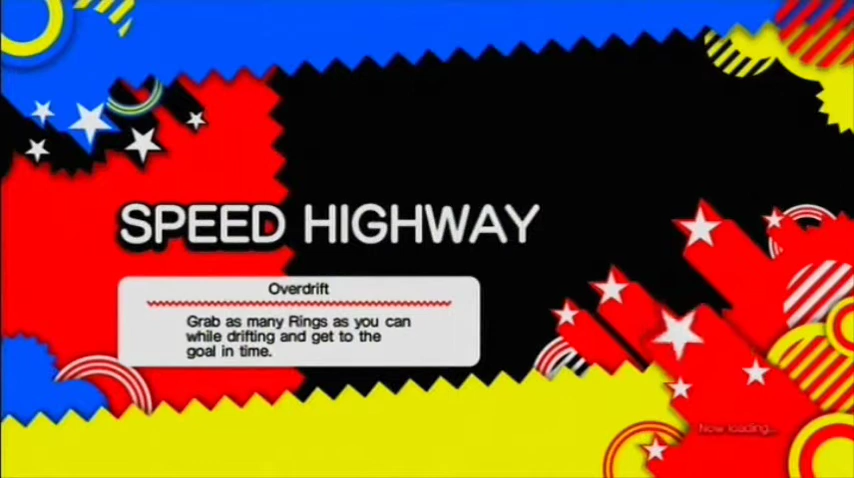 SPEED HIGHWAY
Overdrift
Grab as many Rings as you can
while drifting and get to the
goal in time.
Now loading...